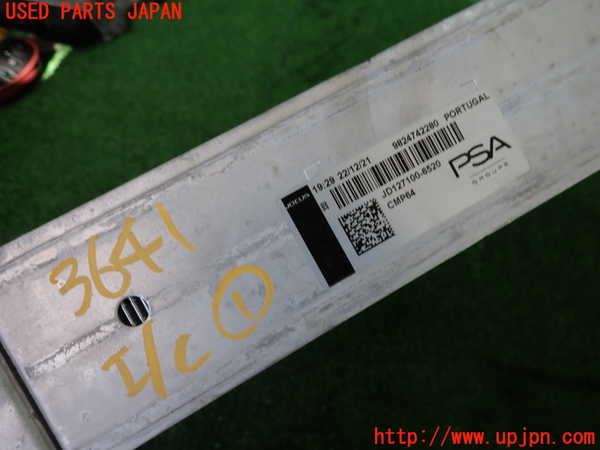 USED PARTS JAPAN
19:29 22/12/21 9824742280 PORTUGAL
JD127100-6520
CMP64
PSA
GROUPE
3641
I/C ①
http://www.upjpn.com/